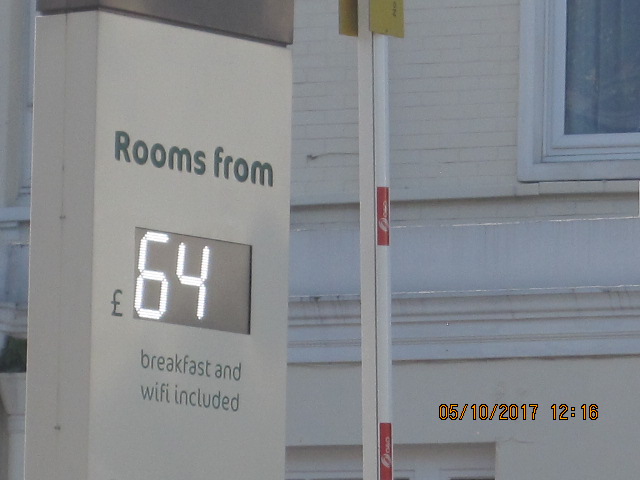 Rooms from
£ 64
breakfast and
wifi included
05/10/2017 12:16